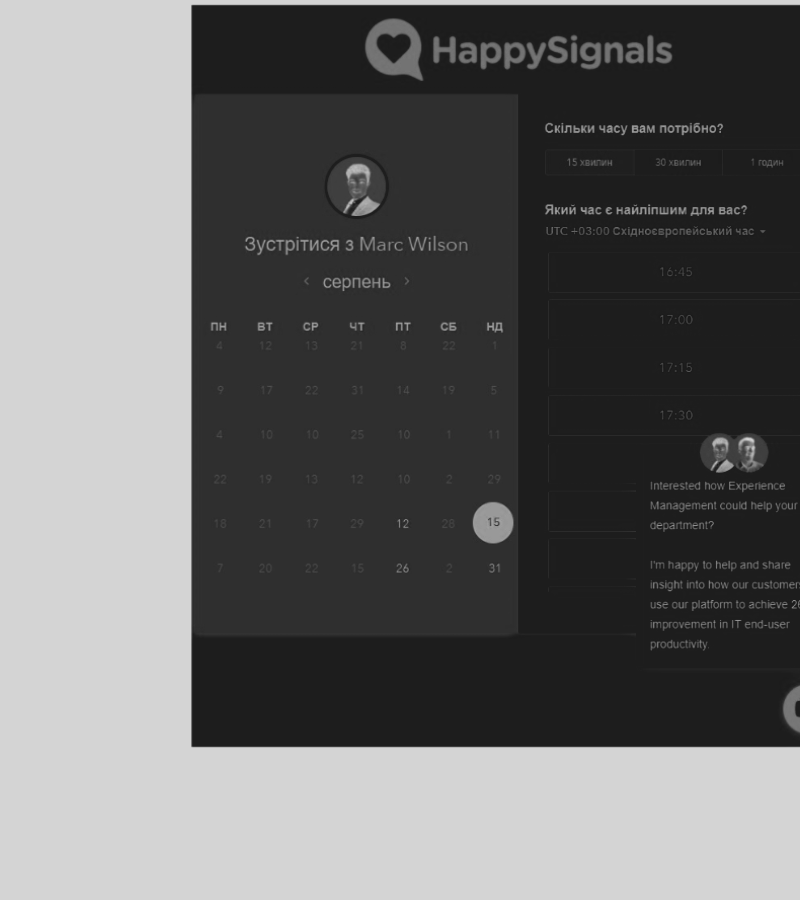 HappySignals
Зустрітися з Marc Wilson
серпень
ПН ВТ СР ЧТ ПТ СБ НД
4 12 13 21 8 22 1
9 17 22 31 14 19 5
4 10 10 25 10 1 11
22 19 13 12 10 2 29
18 21 17 29 12 28 15
7 20 22 15 26 2 31
Скільки часу вам потрібно?
15 хвилин 30 хвилин 1 годин
Який час є найліпшим для вас?
UTC +03:00 Східноєвропейський час
16:45
17:00
17:15
17:30
Interested how Experience
Management could help your
department?
I'm happy to help and share
insight into how our customers
use our platform to achieve 26
improvement in IT end-user
productivity.